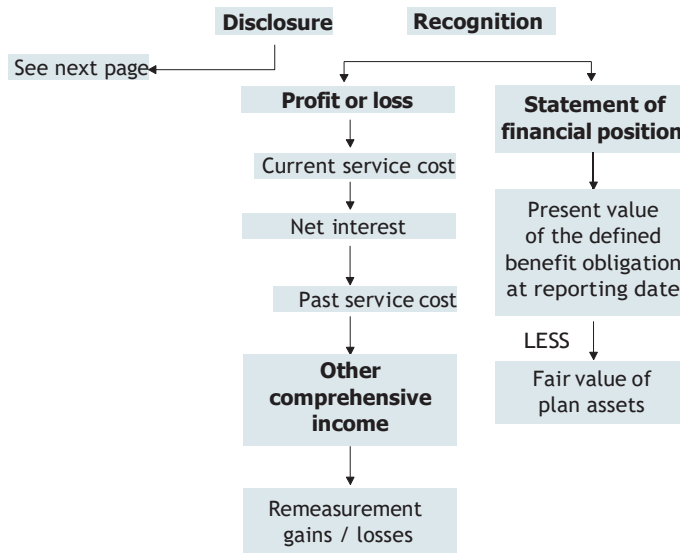 Disclosure
Recognition
See next page
Profit or loss
Current service cost
Net interest
Past service cost
Other
comprehensive
income
Remeasurement
gains / losses
Statement of
financial position
Present value
of the defined
benefit obligation
at reporting date
LESS
Fair value of
plan assets